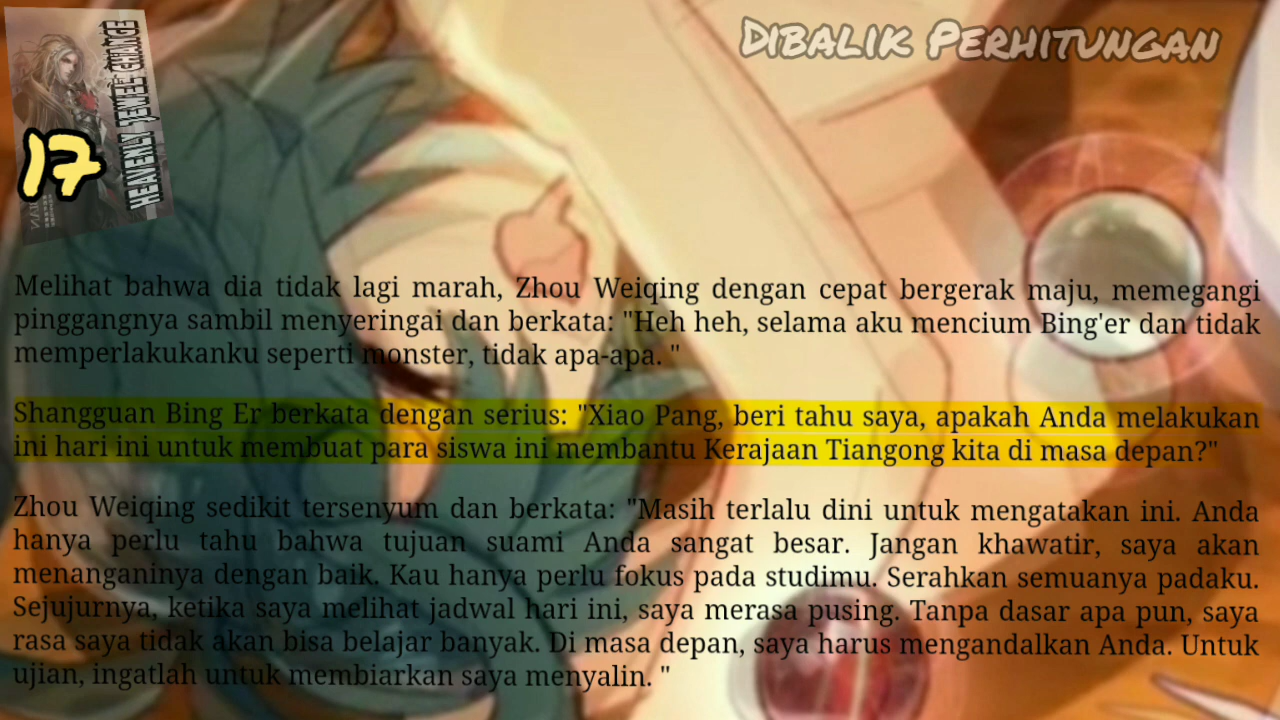 Dibalik Perhitungan
HEAVENLY JEWEL CHANGE
17
Melihat bahwa dia tidak lagi marah, Zhou Weiqing dengan cepat bergerak maju, memegangi
pinggangnya sambil menyeringai dan berkata: "Heh heh, selama aku mencium Bing'er dan tidak
memperlakukanku seperti monster, tidak apa-apa. "
Shangguan Bing Er berkata dengan serius: "Xiao Pang, beri tahu saya, apakah Anda melakukan
ini hari ini untuk membuat para siswa ini membantu Kerajaan Tiangong kita di masa depan?"
Zhou Weiqing sedikit tersenyum dan berkata: "Masih terlalu dini untuk mengatakan ini. Anda
hanya perlu tahu bahwa tujuan suami Anda sangat besar. Jangan khawatir, saya akan
menanganinya dengan baik. Kau hanya perlu fokus pada studimu. Serahkan semuanya padaku.
Sejujurnya, ketika saya melihat jadwal hari ini, saya merasa pusing. Tanpa dasar apa pun, saya
rasa saya tidak akan bisa belajar banyak. Di masa depan, saya harus mengandalkan Anda. Untuk
ujian, ingatlah untuk membiarkan saya menyalin. "